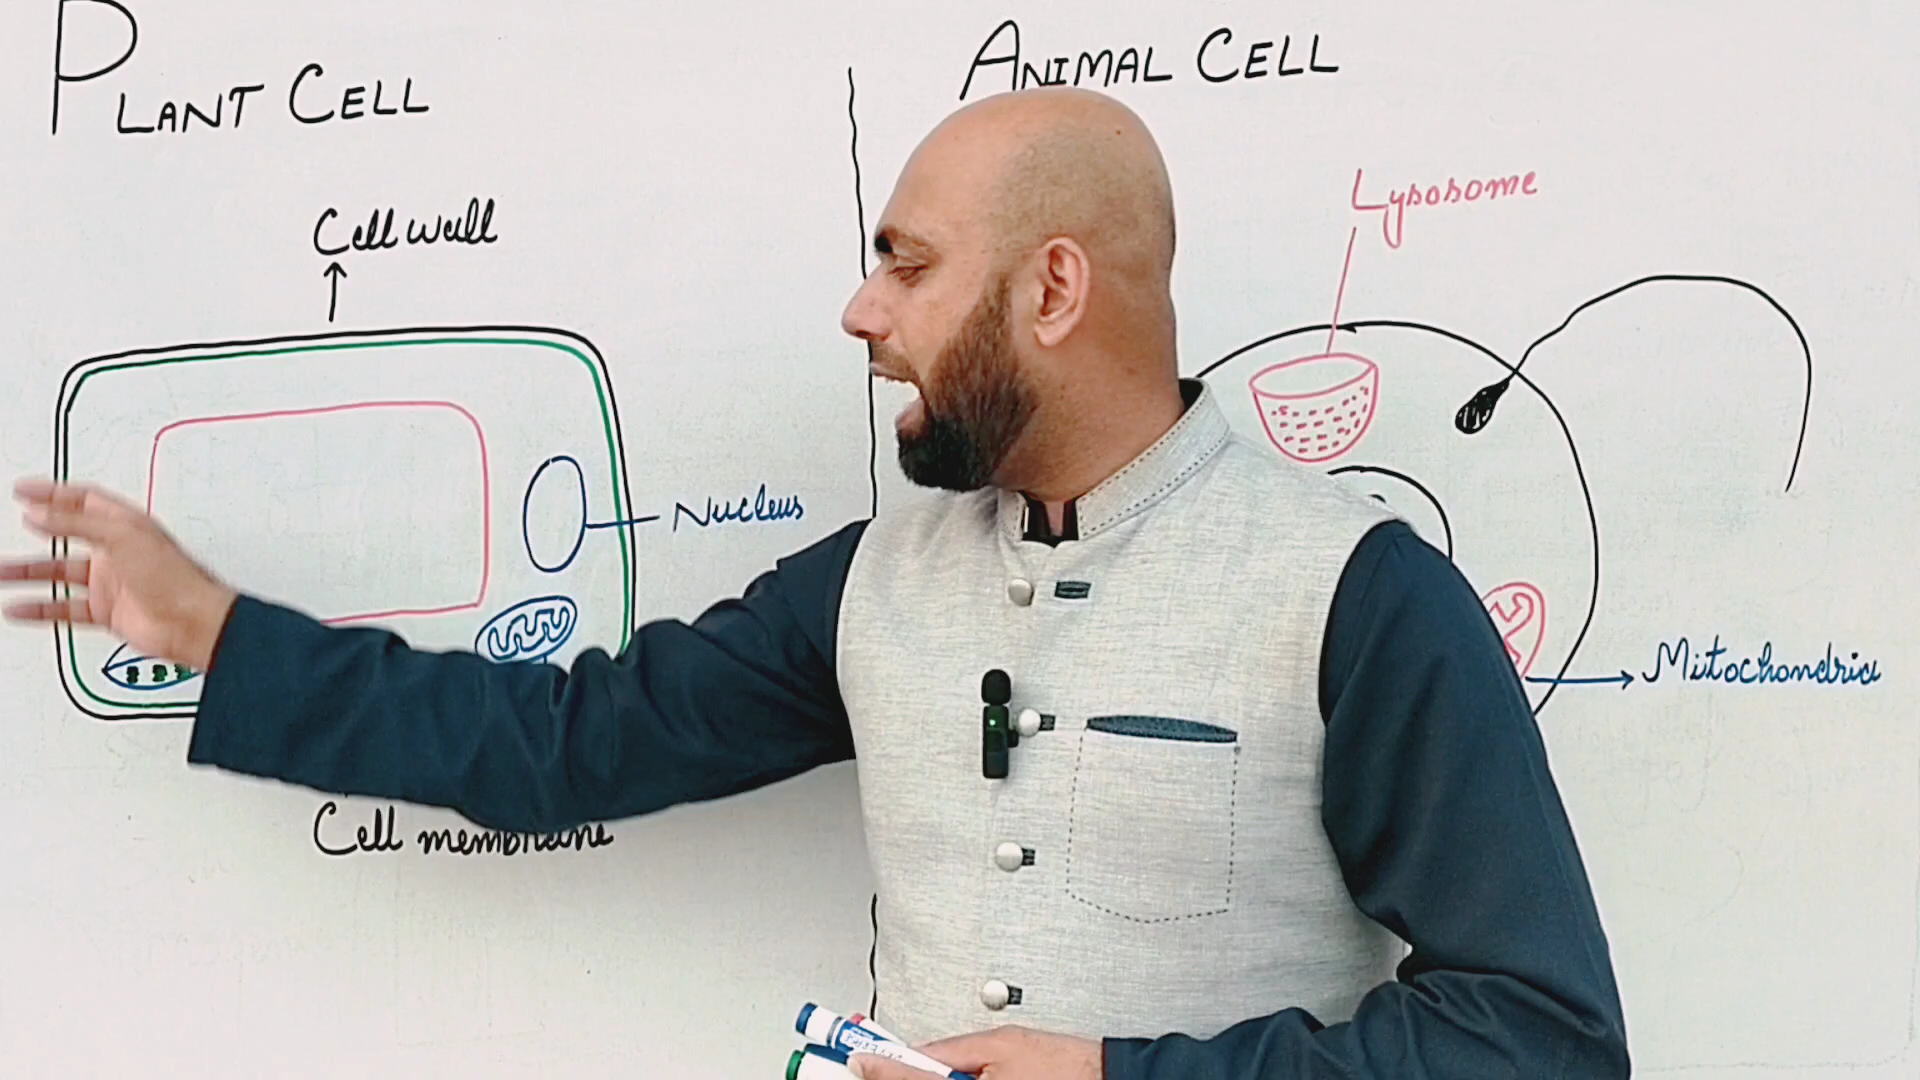 PLANT CELL
Cell wall
Nucleus
Cell membrane
ANIMAL CELL
Lysosome
Mitochondria